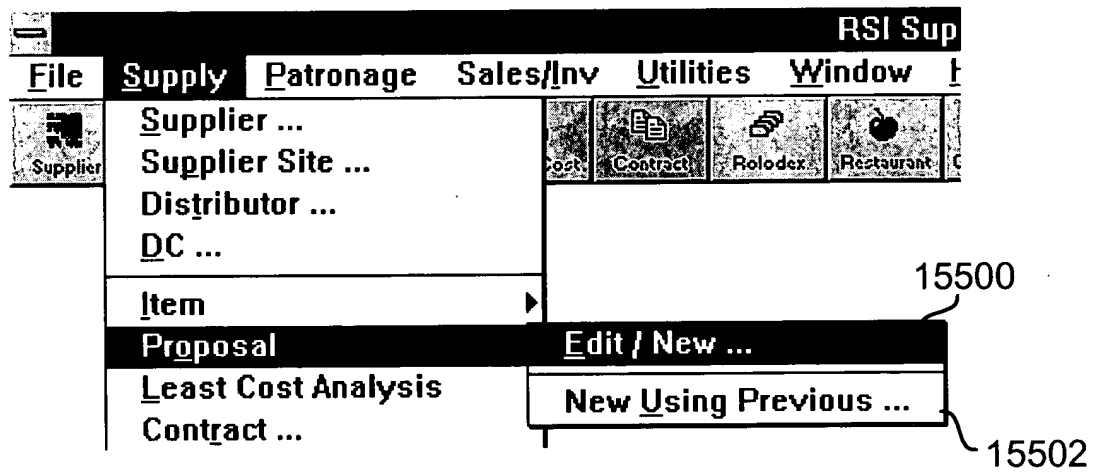 RSI Sup
File Supply Patronage Sales/Inv Utilities Window H
Supplier Cost Contract Rolodex Restaurant
Supplier ...
Supplier Site ...
Distributor ...
DC ...
15500
Item
Proposal Edit / New ...
Least Cost Analysis New Using Previous ...
Contract ...
15502